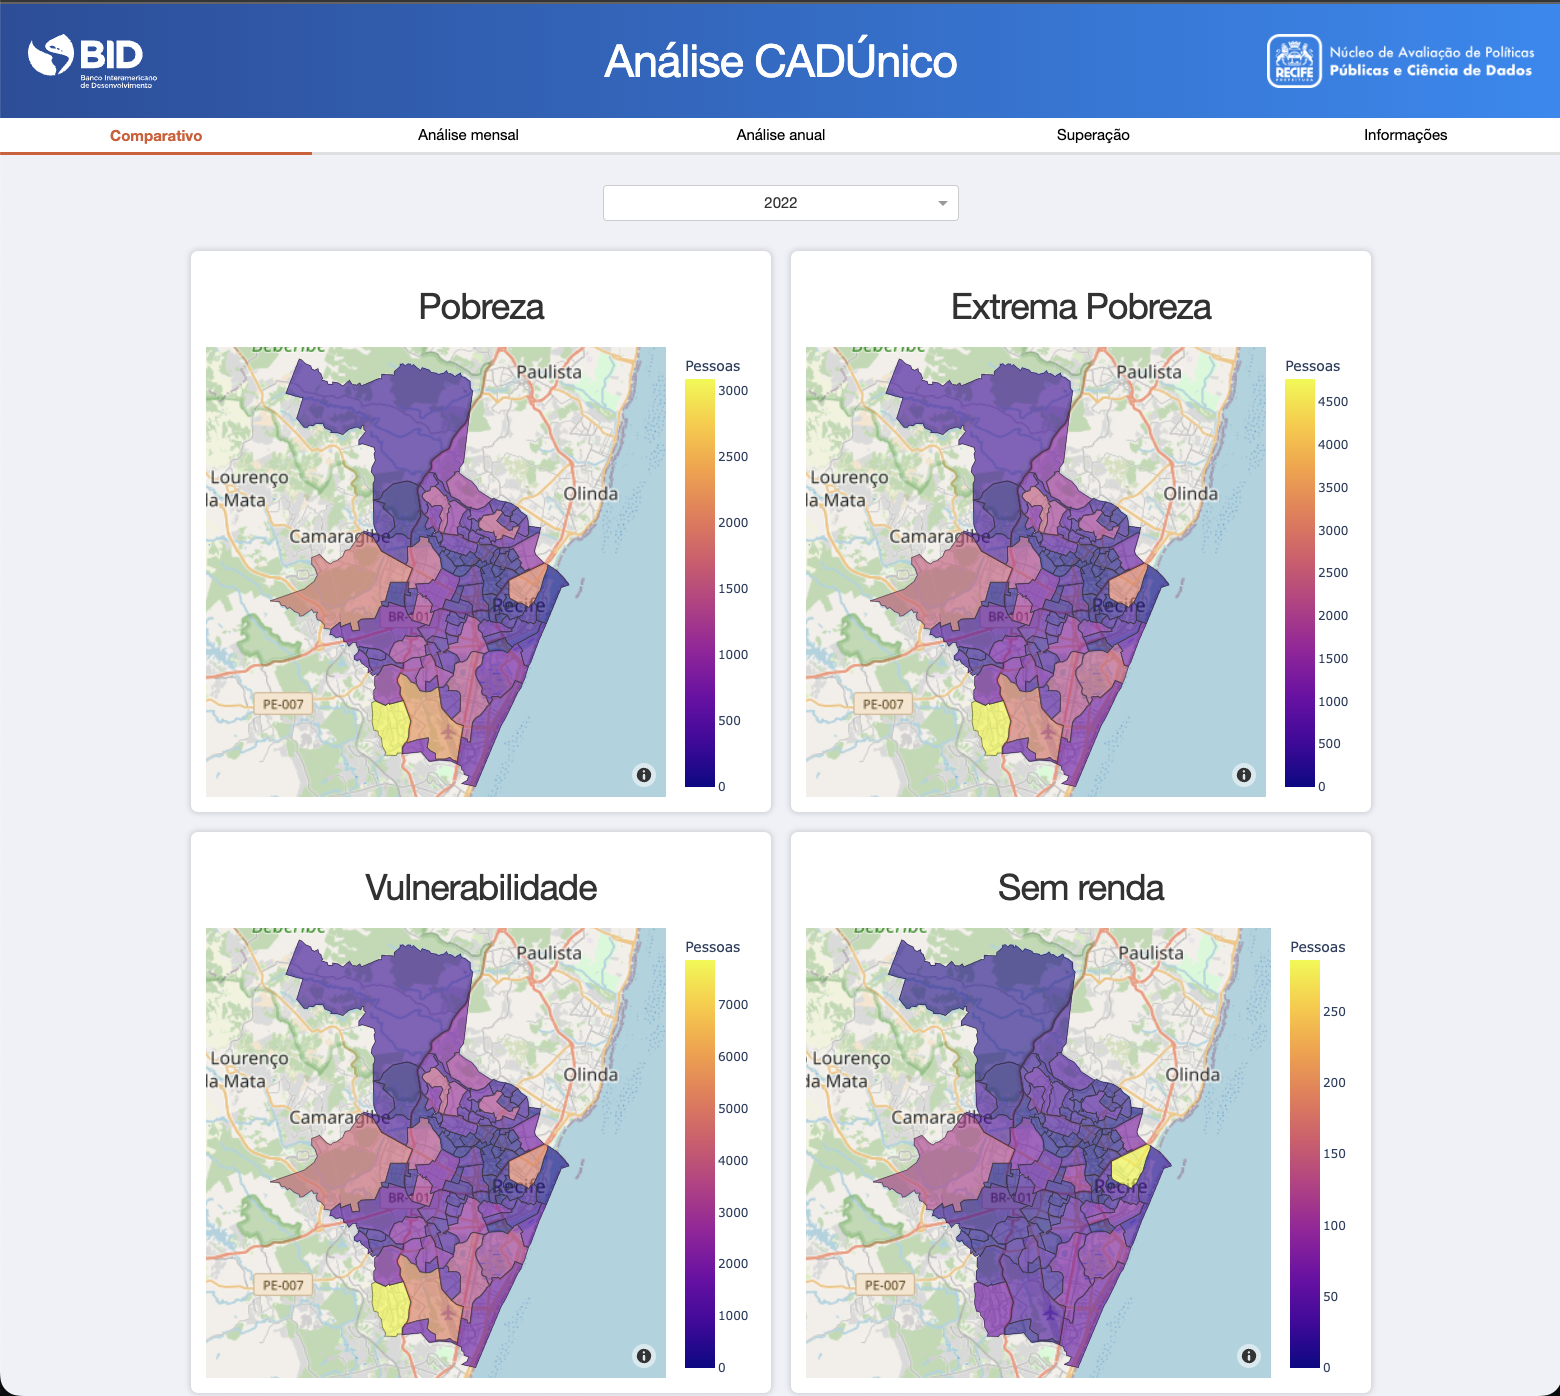 BID
Banco Interamericano
de Desenvolvimento
Análise CADÚnico
RECIFE
PREFEITURA
Núcleo de Avaliação de Políticas
Públicas e Ciência de Dados
Comparativo
Análise mensal
Análise anual
Superação
Informações
2022
Pobreza
Beberibe
Paulista
Lourenço
da Mata
Olinda
Camaragibe
Recife
BR-101
PE-007
Pessoas
3000
2500
2000
1500
1000
500
0
Extrema Pobreza
Beberibe
Paulista
Lourenço
da Mata
Olinda
Camaragibe
Recife
BR-101
PE-007
Pessoas
4500
4000
3500
3000
2500
2000
1500
1000
500
0
Vulnerabilidade
Beberibe
Paulista
Lourenço
da Mata
Olinda
Camaragibe
Recife
BR-101
PE-007
Pessoas
7000
6000
5000
4000
3000
2000
1000
0
Sem renda
Beberibe
Paulista
Lourenço
da Mata
Olinda
Camaragibe
Recife
BR-101
PE-007
Pessoas
250
200
150
100
50
0